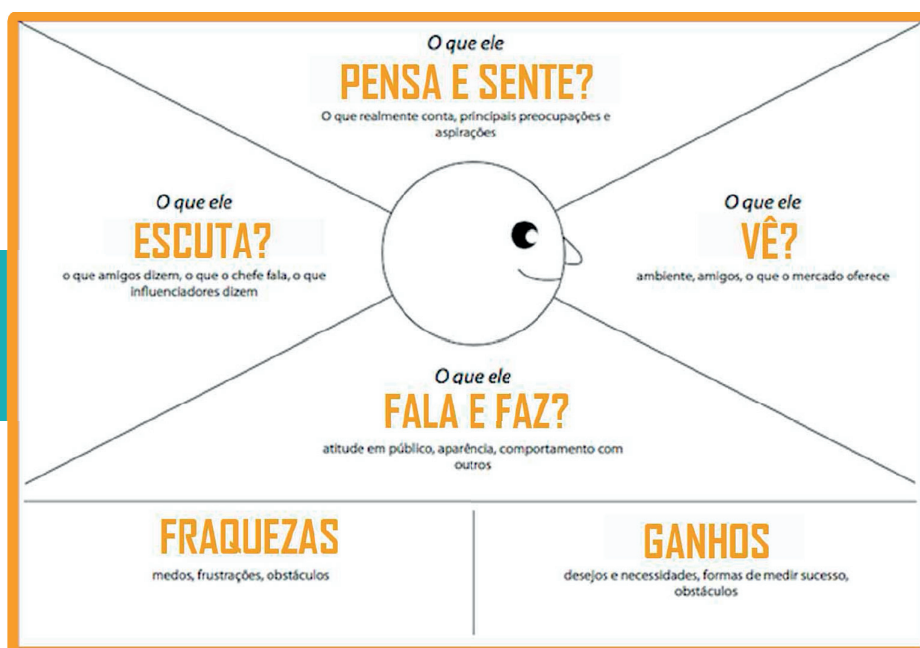 O que ele
PENSA E SENTE?
O que realmente conta, principais preocupações e
aspirações
O que ele
ESCUTA?
o que amigos dizem, o que o chefe fala, o que
influenciadores dizem
O que ele
VÊ?
ambiente, amigos, o que o mercado oferece
O que ele
FALA E FAZ?
atitude em público, aparência, comportamento com
outros
FRAQUEZAS
medos, frustrações, obstáculos
GANHOS
desejos e necessidades, formas de medir sucesso,
obstáculos